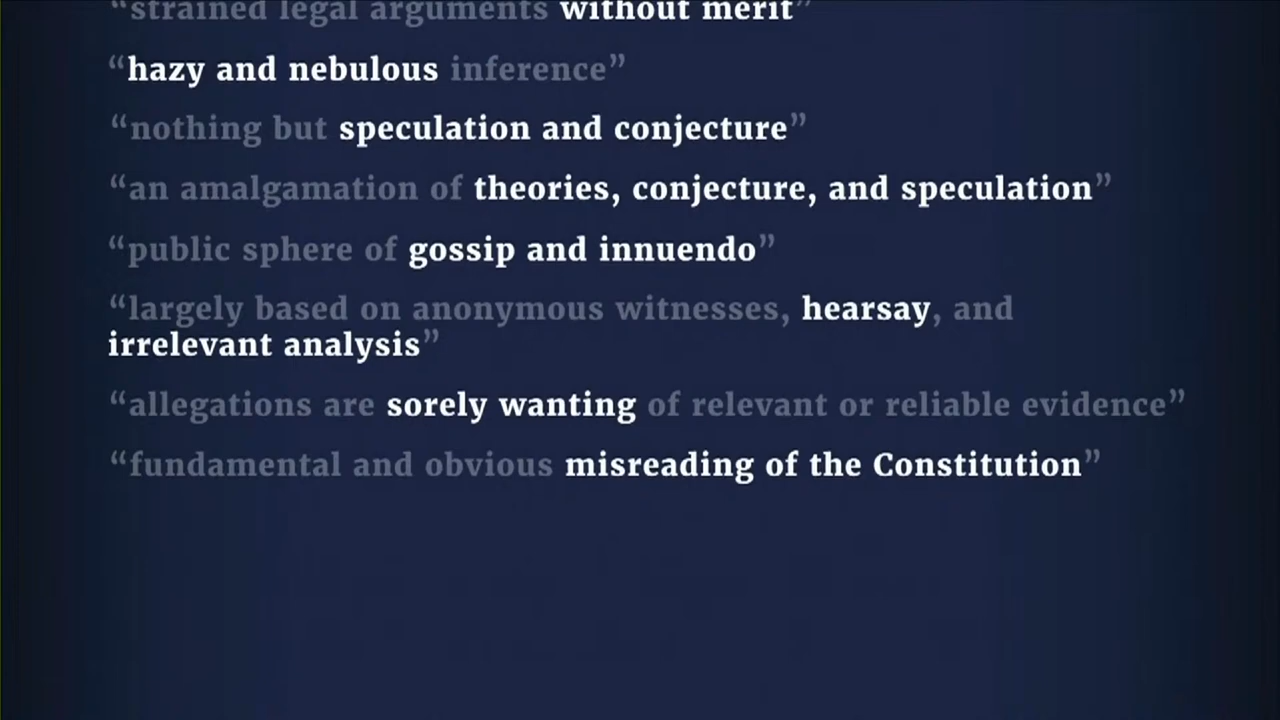 “strained legal arguments without merit”
“hazy and nebulous inference”
“nothing but speculation and conjecture”
“an amalgamation of theories, conjecture, and speculation”
“public sphere of gossip and innuendo”
“largely based on anonymous witnesses, hearsay, and
irrelevant analysis”
“allegations are sorely wanting of relevant or reliable evidence”
“fundamental and obvious misreading of the Constitution”